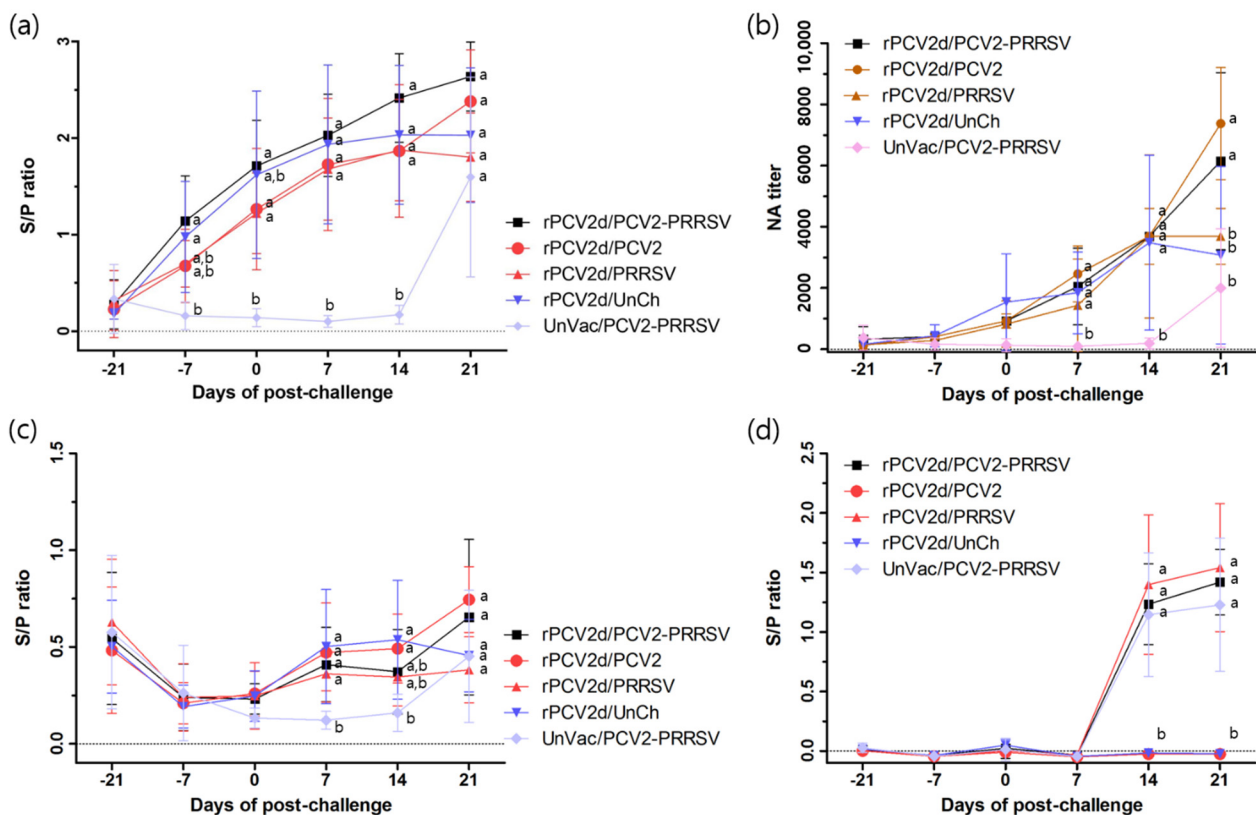 (a)
3
2
1
0
S/P ratio
a
a
a
a
a
a,b
a
a
a
a
a
a
a
a
a
a
a
a
a
a
a,b
a,b
b
b
b
b
-21
-7
0
7
14
21
Days of post-challenge
rPCV2d/PCV2-PRRSV
rPCV2d/PCV2
rPCV2d/PRRSV
rPCV2d/UnCh
UnVac/PCV2-PRRSV
(b)
10,000
8000
6000
4000
2000
0
NA titer
rPCV2d/PCV2-PRRSV
rPCV2d/PCV2
rPCV2d/PRRSV
rPCV2d/UnCh
UnVac/PCV2-PRRSV
a
a
a
a
a
a
a
a
a
a
b
b
b
b
b
-21
-7
0
7
14
21
Days of post-challenge
(c)
1.5
1.0
0.5
0.0
S/P ratio
a
a
a
a
a
a
a,b
a,b
a
a
a
a
a
b
b
-21
-7
0
7
14
21
Days of post-challenge
rPCV2d/PCV2-PRRSV
rPCV2d/PCV2
rPCV2d/PRRSV
rPCV2d/UnCh
UnVac/PCV2-PRRSV
(d)
2.5
2.0
1.5
1.0
0.5
0.0
S/P ratio
rPCV2d/PCV2-PRRSV
rPCV2d/PCV2
rPCV2d/PRRSV
rPCV2d/UnCh
UnVac/PCV2-PRRSV
a
a
a
a
a
a
b
b
-21
-7
0
7
14
21
Days of post-challenge